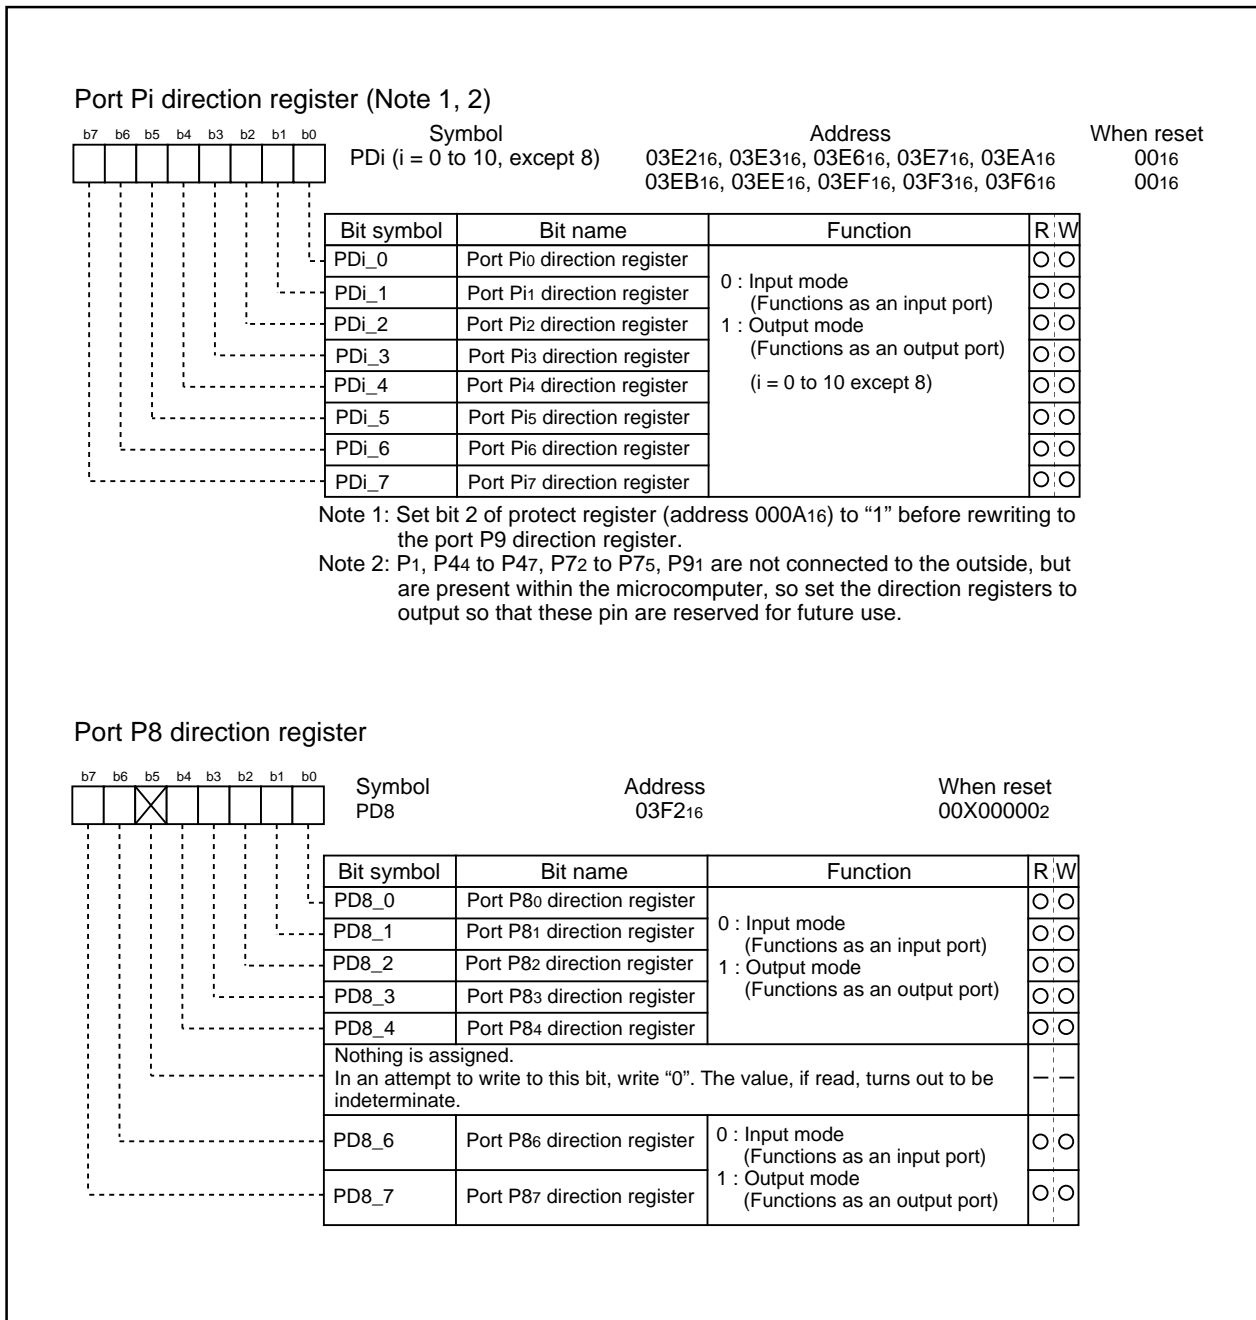 Port Pi direction register (Note 1, 2)
b7 b6 b5 b4 b3 b2 b1 b0
Symbol Address When reset
PDi (i = 0 to 10, except 8) 03E216, 03E316, 03E616, 03E716, 03EA16 0016
03EB16, 03EE16, 03EF16, 03F316, 03F616 0016
Bit symbol Bit name Function R W
PDi_0 Port Pi0 direction register
PDi_1 Port Pi1 direction register
PDi_2 Port Pi2 direction register
PDi_3 Port Pi3 direction register
PDi_4 Port Pi4 direction register
PDi_5 Port Pi5 direction register
PDi_6 Port Pi6 direction register
PDi_7 Port Pi7 direction register
0 : Input mode
(Functions as an input port)
1 : Output mode
(Functions as an output port)
(i = 0 to 10 except 8)
Note 1: Set bit 2 of protect register (address 000A16) to “1” before rewriting to
the port P9 direction register.
Note 2: P1, P44 to P47, P72 to P75, P91 are not connected to the outside, but
are present within the microcomputer, so set the direction registers to
output so that these pin are reserved for future use.
Port P8 direction register
b7 b6 b5 b4 b3 b2 b1 b0
Symbol Address When reset
PD8 03F216 00X000002
Bit symbol Bit name Function R W
PD8_0 Port P80 direction register
PD8_1 Port P81 direction register
PD8_2 Port P82 direction register
PD8_3 Port P83 direction register
PD8_4 Port P84 direction register
0 : Input mode
(Functions as an input port)
1 : Output mode
(Functions as an output port)
Nothing is assigned.
In an attempt to write to this bit, write “0”. The value, if read, turns out to be
indeterminate.
PD8_6 Port P86 direction register
PD8_7 Port P87 direction register
0 : Input mode
(Functions as an input port)
1 : Output mode
(Functions as an output port)